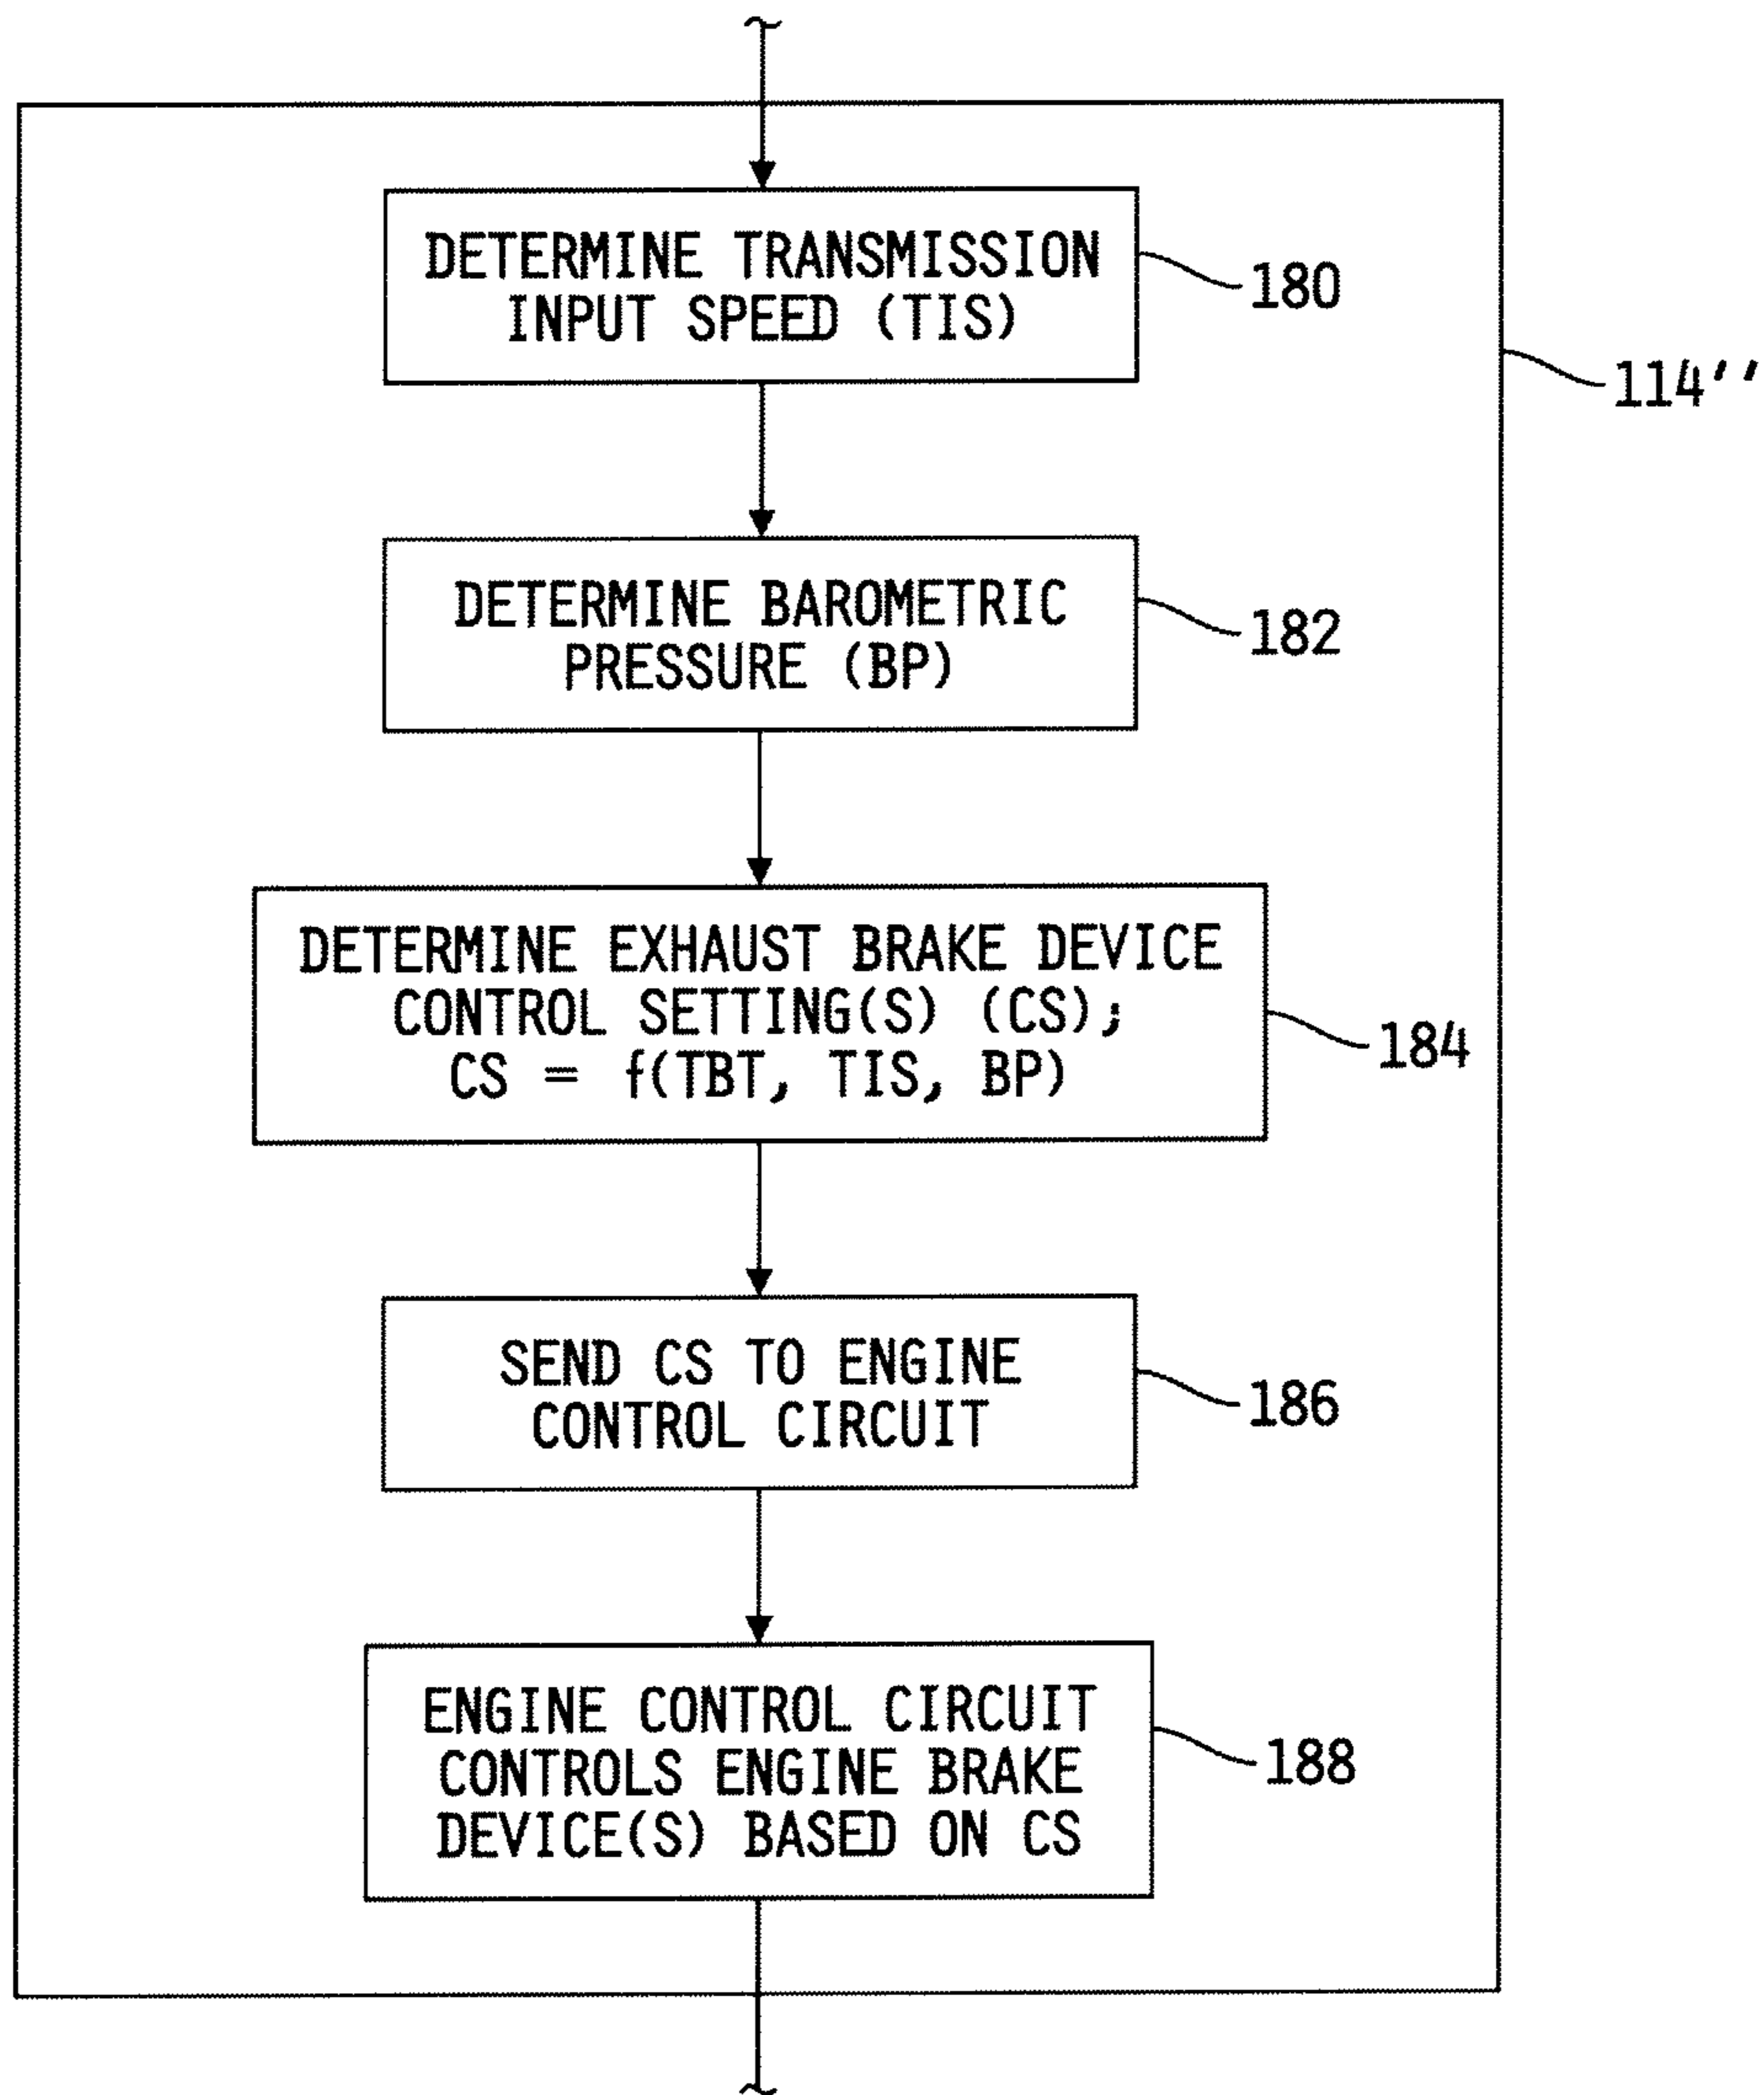 DETERMINE TRANSMISSION
INPUT SPEED (TIS)
180
114''
DETERMINE BAROMETRIC
PRESSURE (BP)
182
DETERMINE EXHAUST BRAKE DEVICE
CONTROL SETTING(S) (CS);
CS = f(TBT, TIS, BP)
184
SEND CS TO ENGINE
CONTROL CIRCUIT
186
ENGINE CONTROL CIRCUIT
CONTROLS ENGINE BRAKE
DEVICE(S) BASED ON CS
188